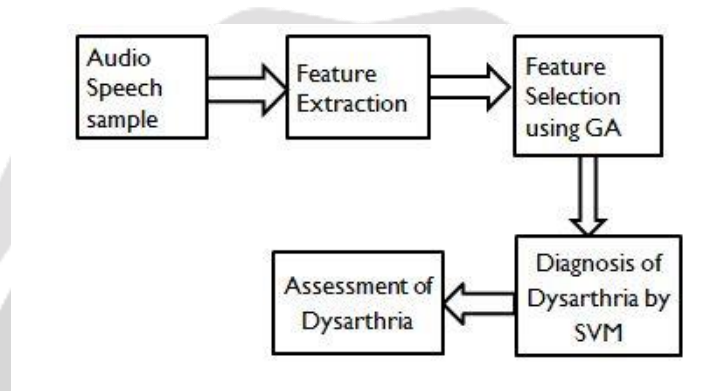 Audio
Speech
sample
Feature
Extraction
Feature
Selection
using GA
Diagnosis of
Dysarthria by
SVM
Assessment of
Dysarthria